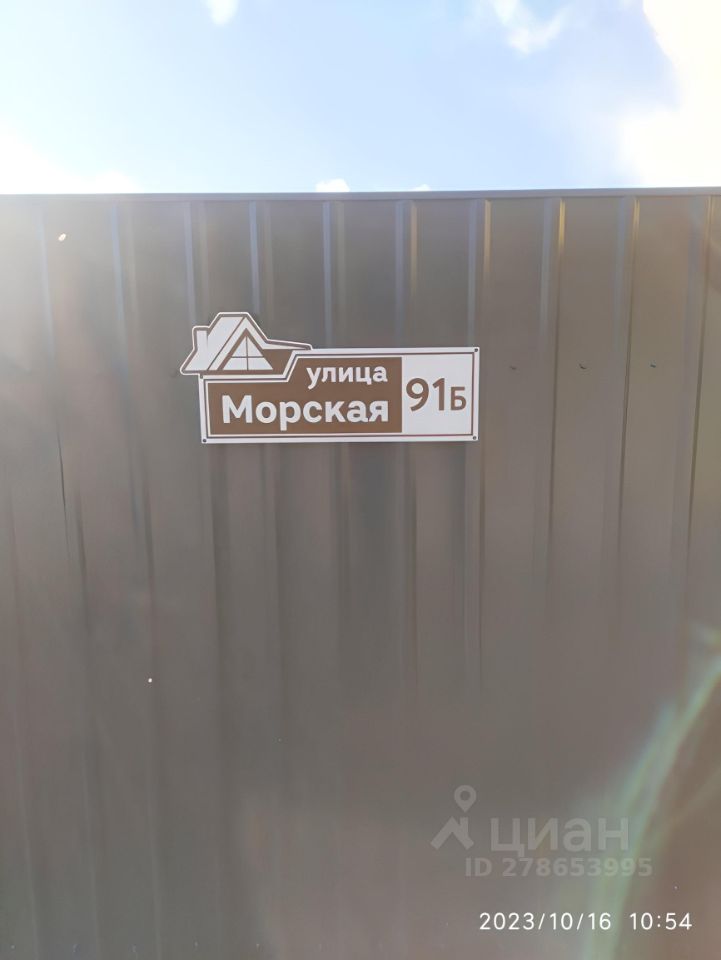 улица
Морская
91Б
циан
ID 278653995
2023/10/16 10:54